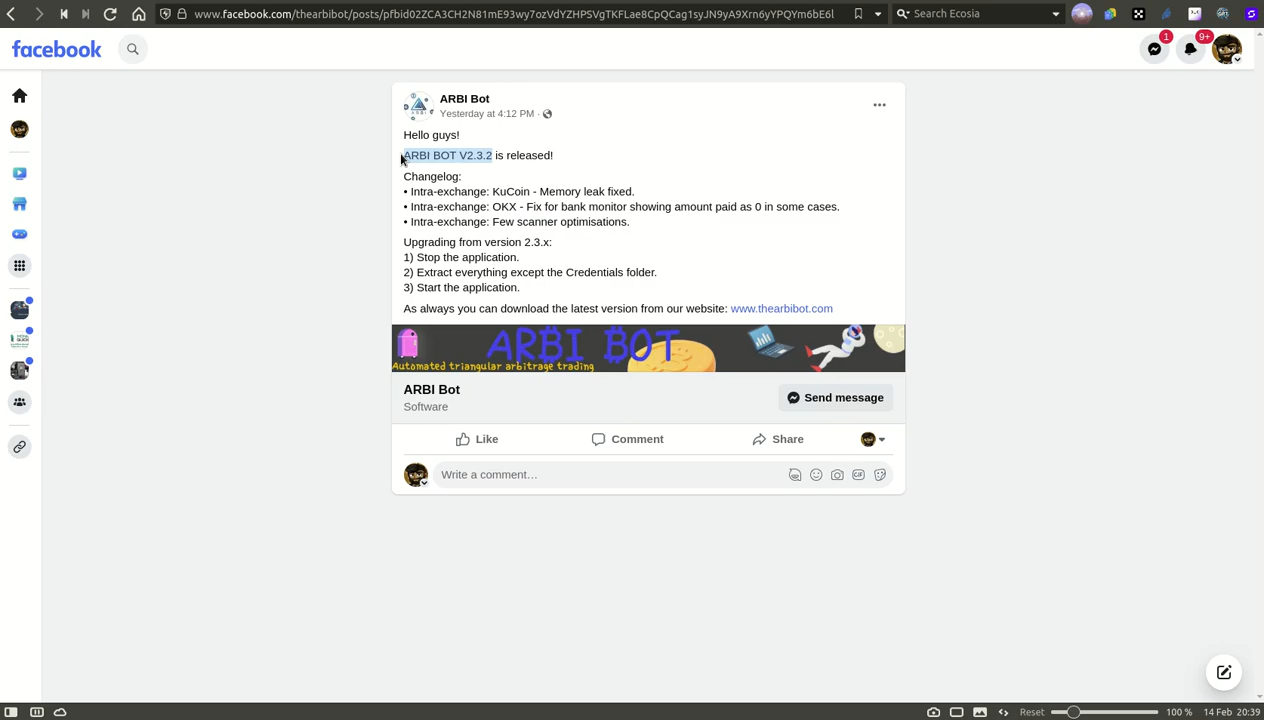 www.facebook.com/thearbibot/posts/pfbid02ZCA3CH2N81mE93wy7ozVdYZHPSVgTKFLae8CpQCag1syJN9yA9Xrn6yYPQYm6bE6l
Search Ecosia
facebook
1
9+
ARBI Bot
Yesterday at 4:12 PM ·
Hello guys!
ARBI BOT V2.3.2 is released!
Changelog:
• Intra-exchange: KuCoin - Memory leak fixed.
• Intra-exchange: OKX - Fix for bank monitor showing amount paid as 0 in some cases.
• Intra-exchange: Few scanner optimisations.
Upgrading from version 2.3.x:
1) Stop the application.
2) Extract everything except the Credentials folder.
3) Start the application.
As always you can download the latest version from our website: www.thearbibot.com
ARBI BOT
Automated triangular arbitrage trading
ARBI Bot
Software
Send message
Like
Comment
Share
Write a comment…
GIF
Reset
100 %
14 Feb 20:39